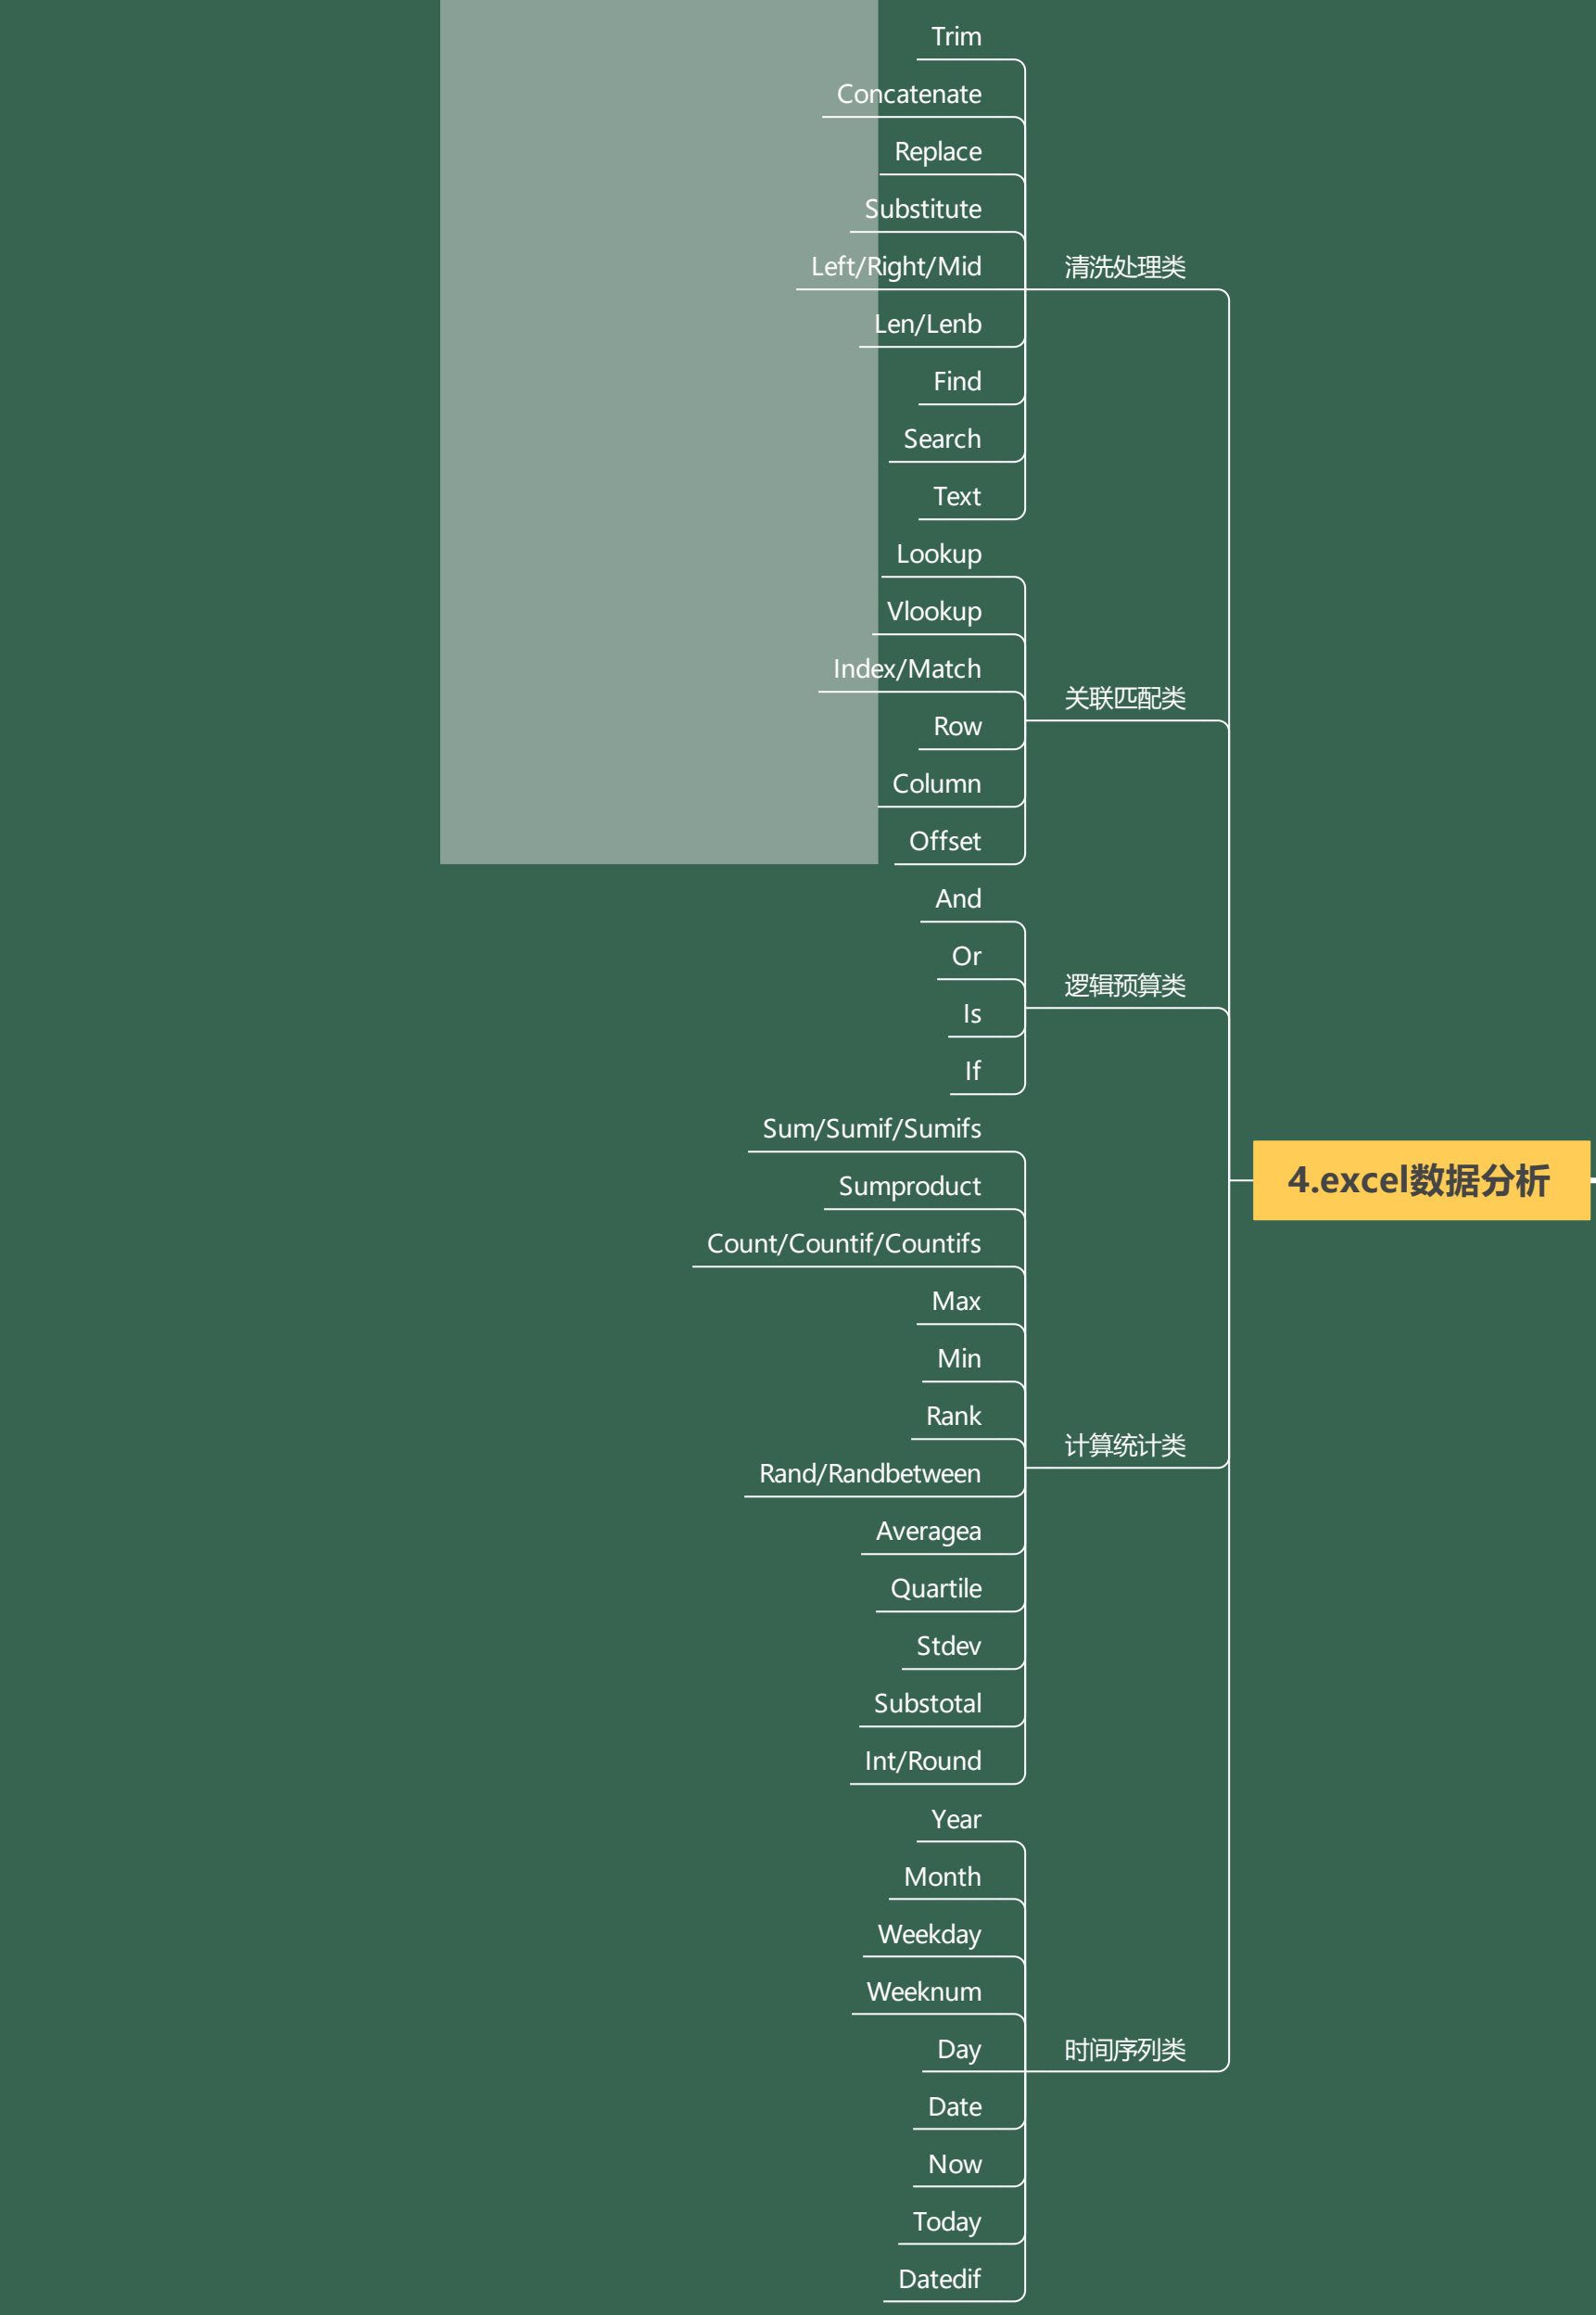 Trim
Concatenate
Replace
Substitute
Left/Right/Mid
清洗处理类
Len/Lenb
Find
Search
Text
Lookup
Vlookup
Index/Match
关联匹配类
Row
Column
Offset
And
Or
逻辑预算类
Is
If
Sum/Sumif/Sumifs
Sumproduct
4.excel数据分析
Count/Countif/Countifs
Max
Min
Rank
计算统计类
Rand/Randbetween
Averagea
Quartile
Stdev
Substotal
Int/Round
Year
Month
Weekday
Weeknum
Day
时间序列类
Date
Now
Today
Datedif